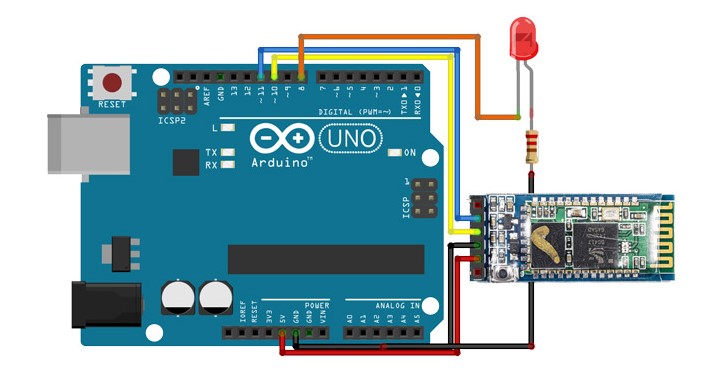 RESET
ICSP2
AREF
GND
13
12
~11
~10
~9
8
7
~6
~5
4
~3
2
TX0▶1
RX0◀0
DIGITAL (PWM=~)
L
TX
RX
UNO
Arduino™
ON
1
ICSP
POWER
ANALOG IN
IOREF
RESET
3V3
5V
GND
GND
VIN
A0
A1
A2
A3
A4
A5